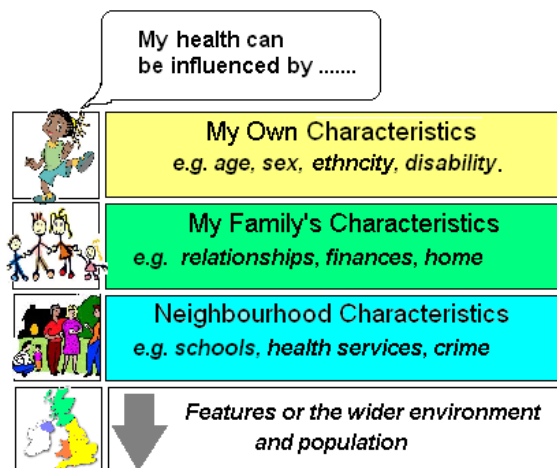 My health can
be influenced by .......
My Own Characteristics
e.g. age, sex, ethncity, disability.
My Family's Characteristics
e.g. relationships, finances, home
Neighbourhood Characteristics
e.g. schools, health services, crime
Features or the wider environment
and population